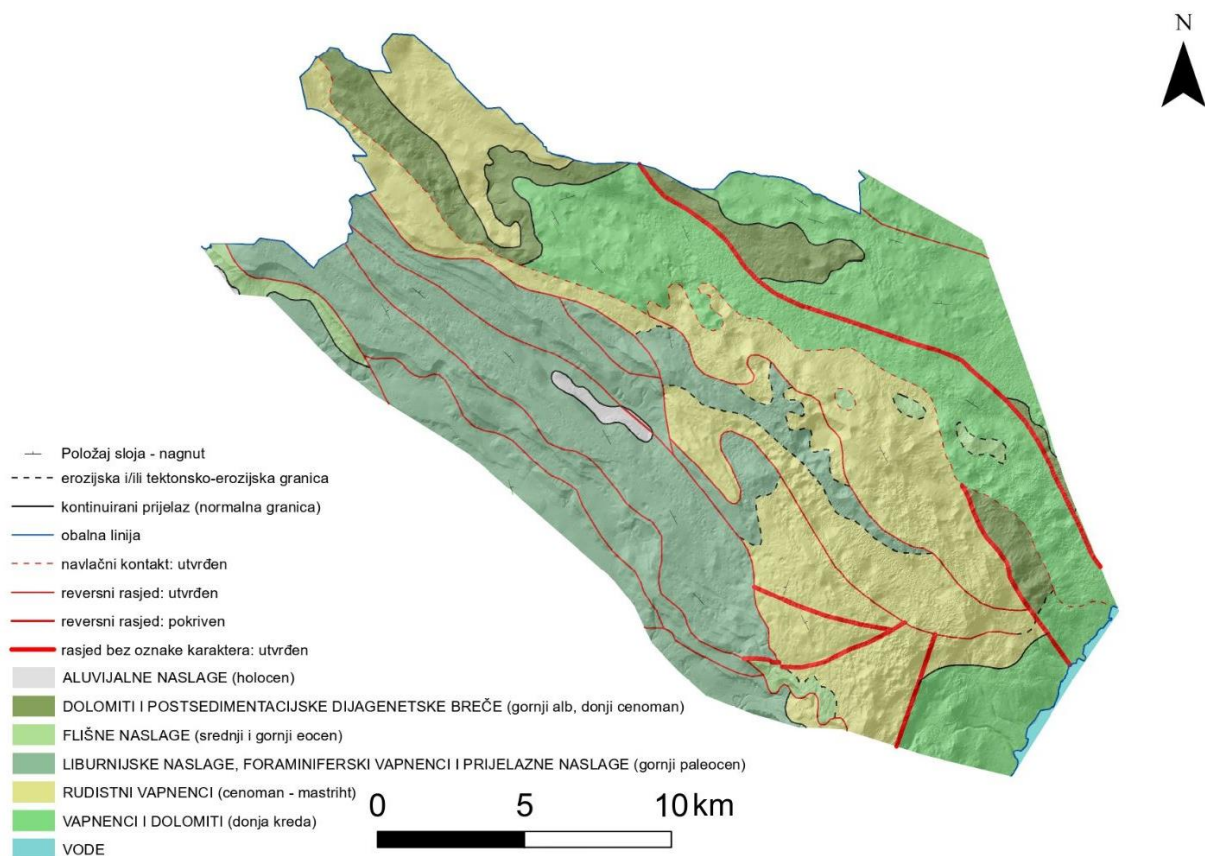 N
Položaj sloja - nagnut
erozijska i/ili tektonsko-erozijska granica
kontinuirani prijelaz (normalna granica)
obalna linija
navlačni kontakt: utvrđen
reversni rasjed: utvrđen
reversni rasjed: pokriven
rasjed bez oznake karaktera: utvrđen
ALUVIJALNE NASLAGE (holocen)
DOLOMITI I POSTSEDIMENTACIJSKE DIJAGENETSKE BREČE (gornji alb, donji cenoman)
FLIŠNE NASLAGE (srednji i gornji eocen)
LIBURNIJSKE NASLAGE, FORAMINIFERSKI VAPNENCI I PRIJELAZNE NASLAGE (gornji paleocen)
RUDISTNI VAPNENCI (cenoman - mastriht)
VAPNENCI I DOLOMITI (donja kreda)
VODE
0 5 10 km